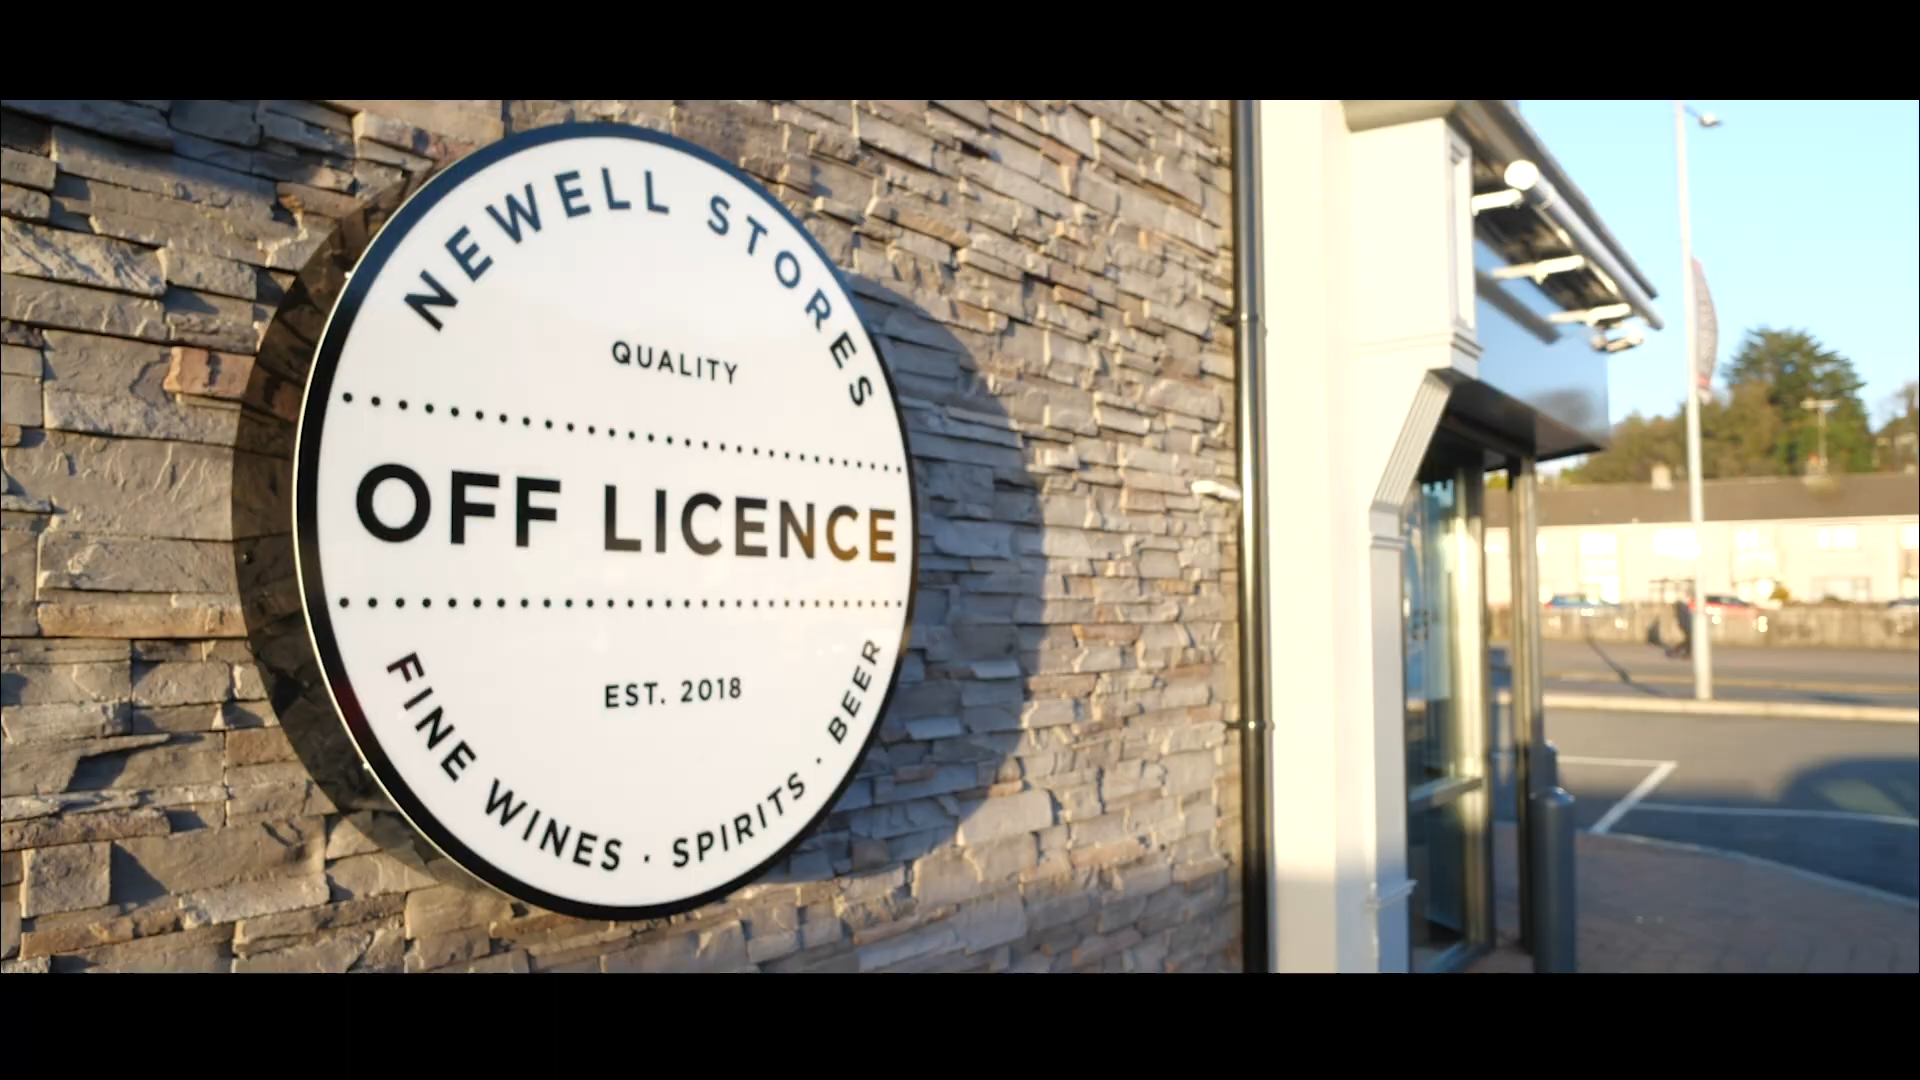 NEWELL STORES
QUALITY
OFF LICENCE
EST. 2018
FINE WINES · SPIRITS · BEER